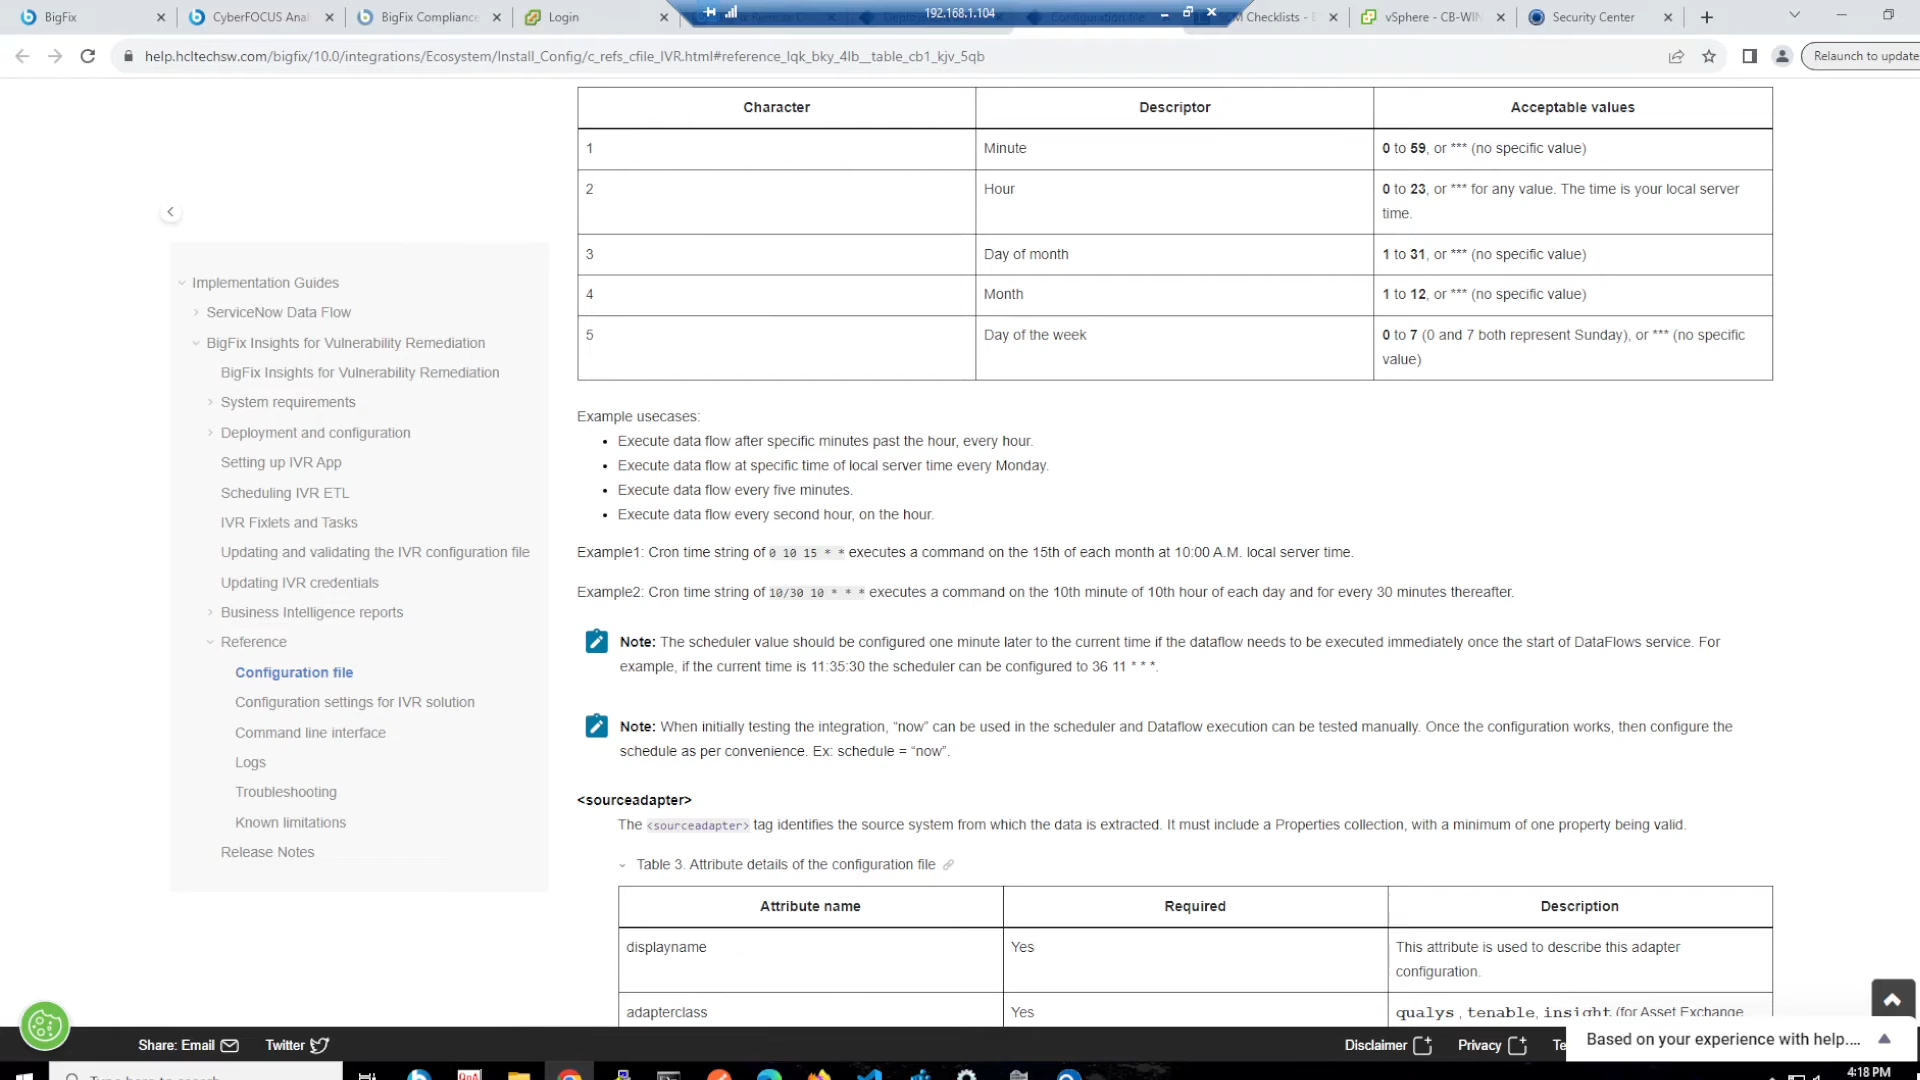 BigFix
CyberFOCUS Anal
BigFix Compliance
Login
192.168.1.104
Checklists - B
vSphere - CB-WIN
Security Center
help.hcltechsw.com/bigfix/10.0/integrations/Ecosystem/Install_Config/c_refs_cfile_IVR.html#reference_lqk_bky_4lb__table_cb1_kjv_5qb
Relaunch to update
Character Descriptor Acceptable values
1 Minute 0 to 59, or *** (no specific value)
2 Hour 0 to 23, or *** for any value. The time is your local server
time.
3 Day of month 1 to 31, or *** (no specific value)
4 Month 1 to 12, or *** (no specific value)
5 Day of the week 0 to 7 (0 and 7 both represent Sunday), or *** (no specific
value)
Implementation Guides
ServiceNow Data Flow
BigFix Insights for Vulnerability Remediation
BigFix Insights for Vulnerability Remediation
System requirements
Deployment and configuration
Setting up IVR App
Scheduling IVR ETL
IVR Fixlets and Tasks
Updating and validating the IVR configuration file
Updating IVR credentials
Business Intelligence reports
Reference
Configuration file
Configuration settings for IVR solution
Command line interface
Logs
Troubleshooting
Known limitations
Release Notes
Example usecases:
• Execute data flow after specific minutes past the hour, every hour.
• Execute data flow at specific time of local server time every Monday.
• Execute data flow every five minutes.
• Execute data flow every second hour, on the hour.
Example1: Cron time string of 0 10 15 * * executes a command on the 15th of each month at 10:00 A.M. local server time.
Example2: Cron time string of 10/30 10 * * * executes a command on the 10th minute of 10th hour of each day and for every 30 minutes thereafter.
Note: The scheduler value should be configured one minute later to the current time if the dataflow needs to be executed immediately once the start of DataFlows service. For
example, if the current time is 11:35:30 the scheduler can be configured to 36 11 * * *.
Note: When initially testing the integration, “now” can be used in the scheduler and Dataflow execution can be tested manually. Once the configuration works, then configure the
schedule as per convenience. Ex: schedule = “now”.
<sourceadapter>
The <sourceadapter> tag identifies the source system from which the data is extracted. It must include a Properties collection, with a minimum of one property being valid.
Table 3. Attribute details of the configuration file
Attribute name Required Description
displayname Yes This attribute is used to describe this adapter
configuration.
adapterclass Yes qualys , tenable, insight (for Asset Exchange
Share: Email Twitter
Disclaimer Privacy Te
Based on your experience with help....
Type here to search
4:18 PM